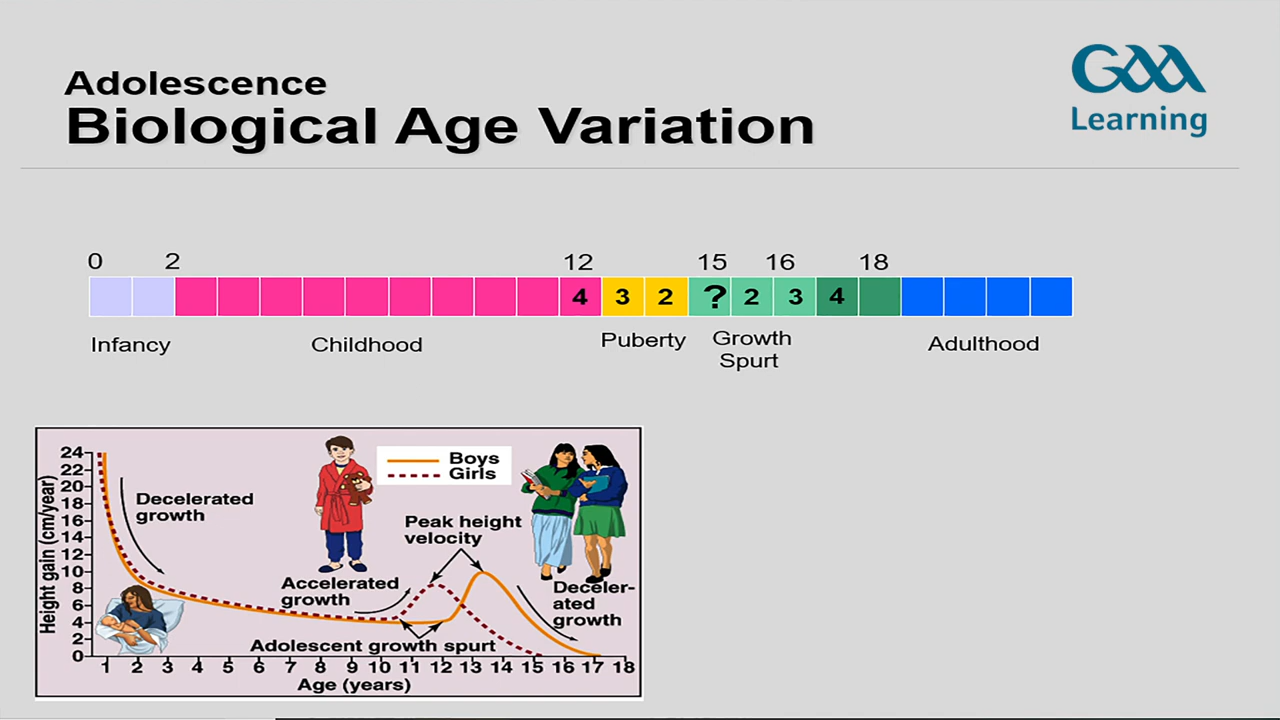 Adolescence
Biological Age Variation
GAA
Learning
0 2 12 15 16 18
4 3 2 ? 2 3 4
Infancy
Childhood
Puberty
Growth
Spurt
Adulthood
Height gain (cm/year)
24
22
20
18
16
14
12
10
8
6
4
2
0
Boys
Girls
Decelerated
growth
Peak height
velocity
Accelerated
growth
Deceler-
ated
growth
Adolescent growth spurt
1 2 3 4 5 6 7 8 9 10 11 12 13 14 15 16 17 18
Age (years)